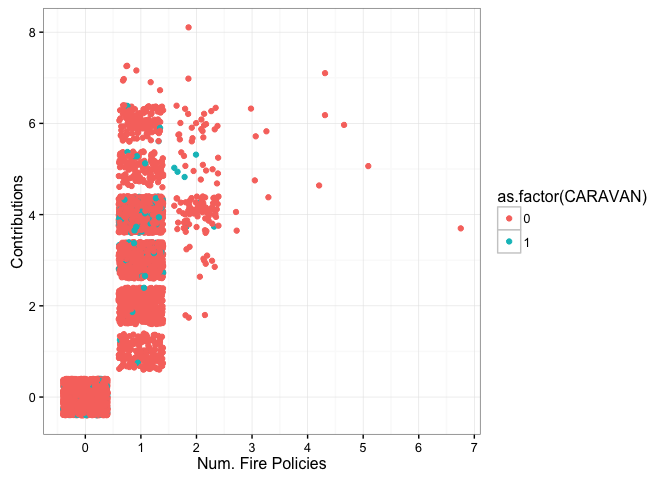 8
6
4
2
0
Contributions
0 1 2 3 4 5 6 7
Num. Fire Policies
as.factor(CARAVAN)
0
1